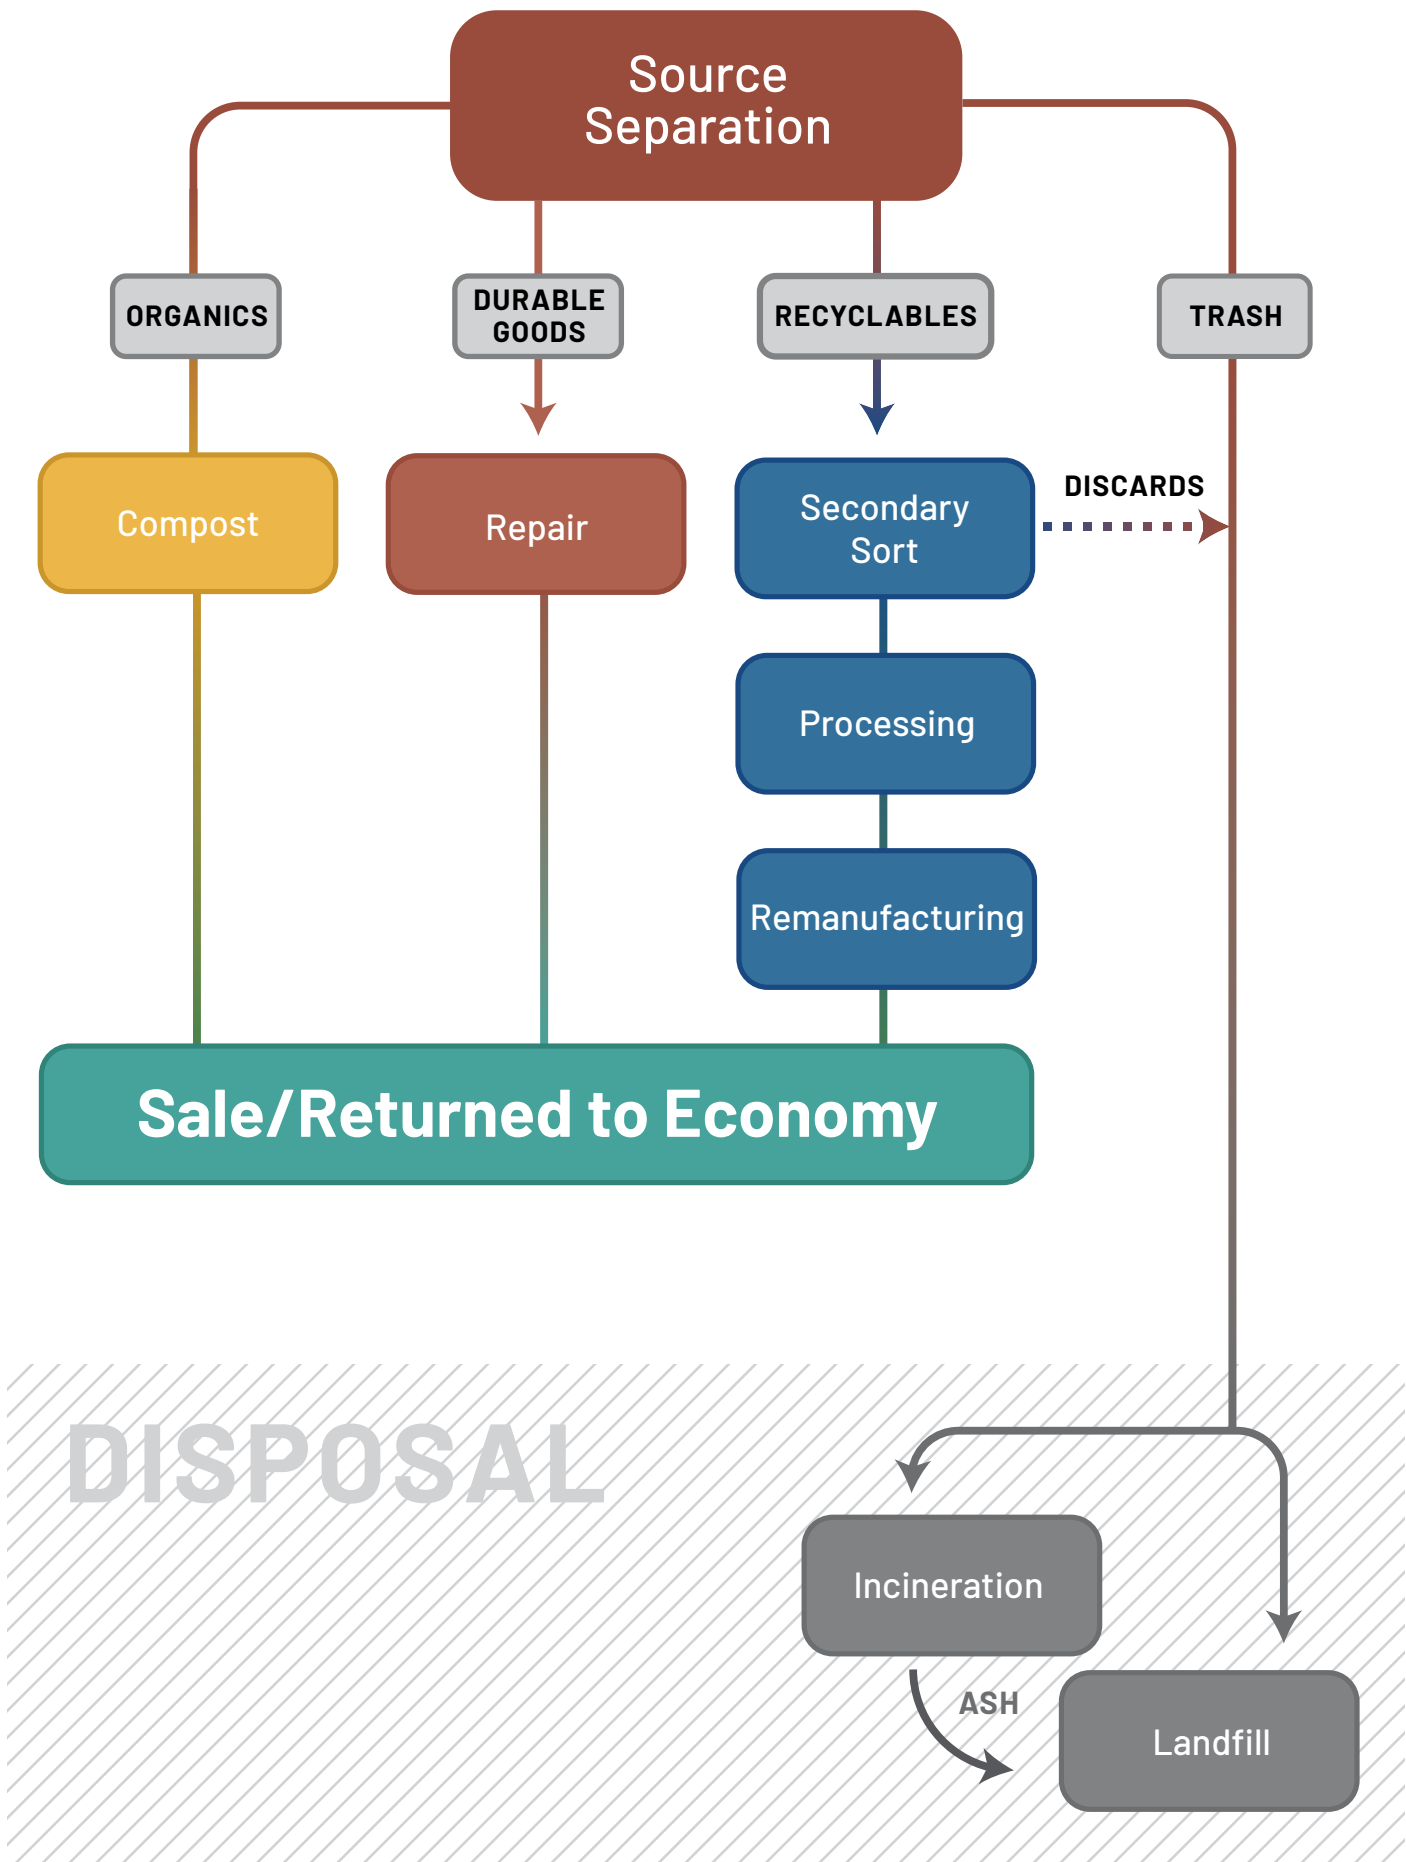 Source
Separation
ORGANICS
DURABLE
GOODS
RECYCLABLES
TRASH
Compost
Repair
Secondary
Sort
DISCARDS
Processing
Remanufacturing
Sale/Returned to Economy
DISPOSAL
Incineration
ASH
Landfill